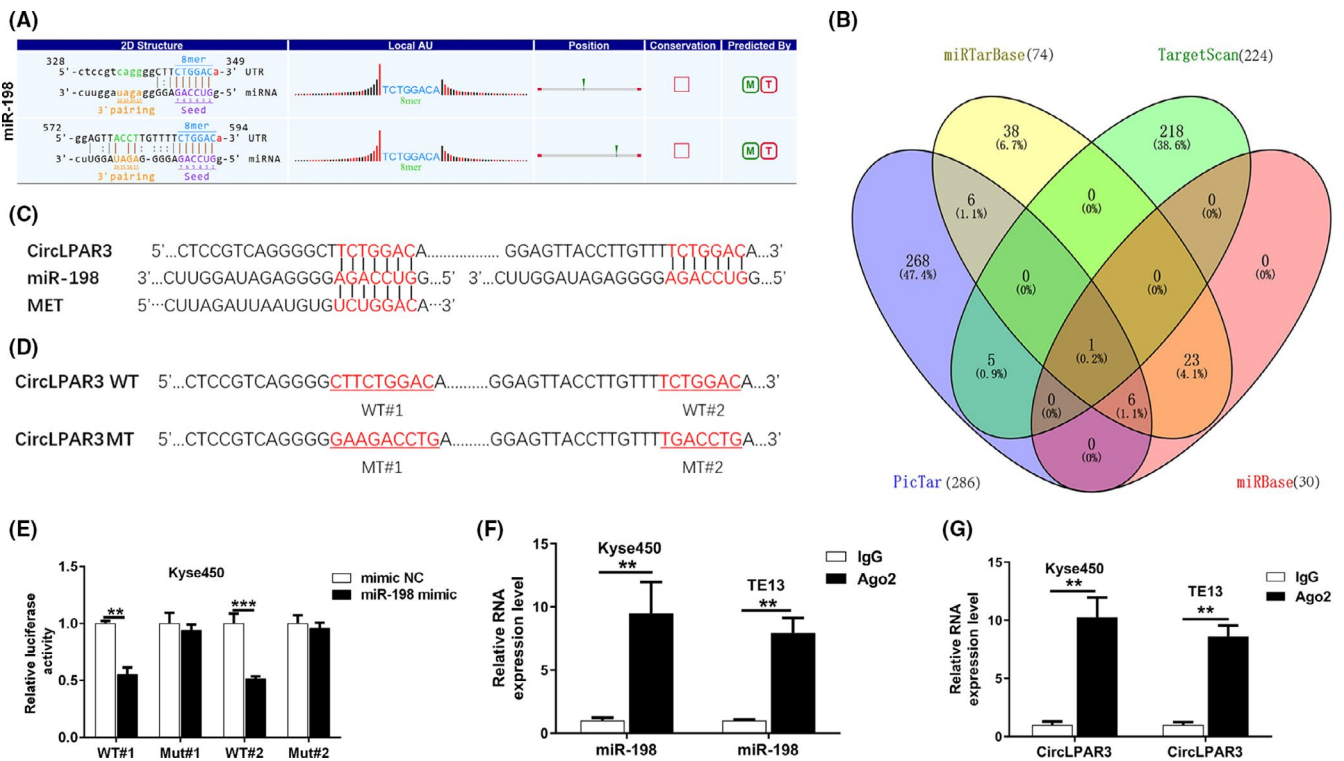 (A)
miR-198
2D Structure Local AU Position Conservation Predicted By
328 8mer 349
5'-ctccgtcaggggCTTCTGGACa-3' UTR
3'-cuuggauagaggGGAGACCUGg-5' miRNA
3'pairing Seed
TCTGGACA
8mer
M T
572 8mer 594
5'-ggAGTTACCTTGTTTTCTGGACa-3' UTR
3'-cuUGGAUAGAG-GGGAGACCUGg-5' miRNA
3'pairing Seed
TCTGGACA
8mer
M T
(B)
miRTarBase(74)
TargetScan(224)
38
(6.7%)
218
(38.6%)
6
(1.1%)
0
(0%)
0
(0%)
268
(47.4%)
0
(0%)
0
(0%)
0
(0%)
1
(0.2%)
5
(0.9%)
23
(4.1%)
0
(0%)
6
(1.1%)
0
(0%)
PicTar(286)
miRBase(30)
(C)
CircLPAR3 5'...CTCCGTCAGGGGCTTCTGGACA................ GGAGTTACCTTGTTTTCTGGACA...3'
miR-198 3'...CUUGGAUAGAGGGGAGACCUGG...5' 3'...CUUGGAUAGAGGGGAGACCUGG...5'
MET 5'···CUUAGAUUAAUGUGUCUGGACA···3'
(D)
CircLPAR3 WT 5'...CTCCGTCAGGGGCTTCTGGACA..........GGAGTTACCTTGTTTTCTGGACA...3'
WT#1 WT#2
CircLPAR3 MT 5'...CTCCGTCAGGGGGAAGACCTGA.........GGAGTTACCTTGTTTTGACCTGA...3'
MT#1 MT#2
(E)
Kyse450
mimic NC
miR-198 mimic
Relative luciferase
activity
1.5
1.0
0.5
0.0
**
***
WT#1 Mut#1 WT#2 Mut#2
(F)
Relative RNA
expression level
15
10
5
0
Kyse450
**
TE13
**
IgG
Ago2
miR-198 miR-198
(G)
Relative RNA
expression level
15
10
5
0
Kyse450
**
TE13
**
IgG
Ago2
CircLPAR3 CircLPAR3